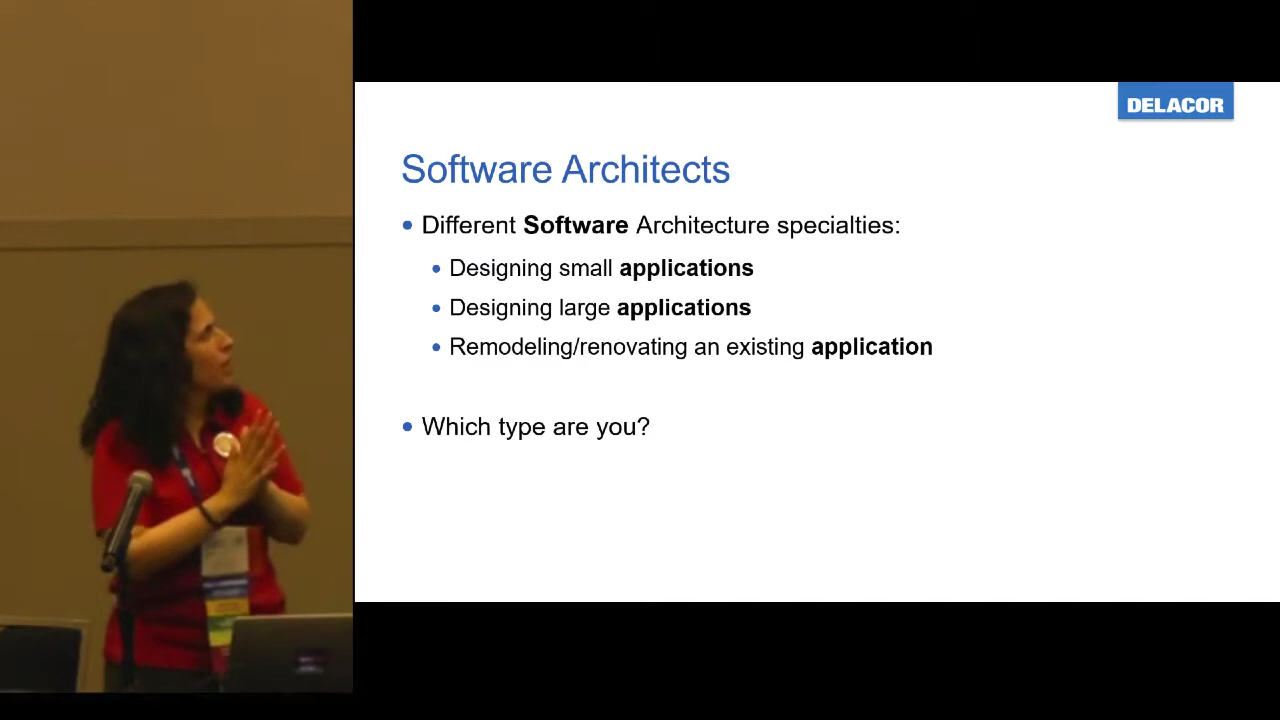 DELACOR
Software Architects
Different Software Architecture specialties:
Designing small applications
Designing large applications
Remodeling/renovating an existing application
Which type are you?